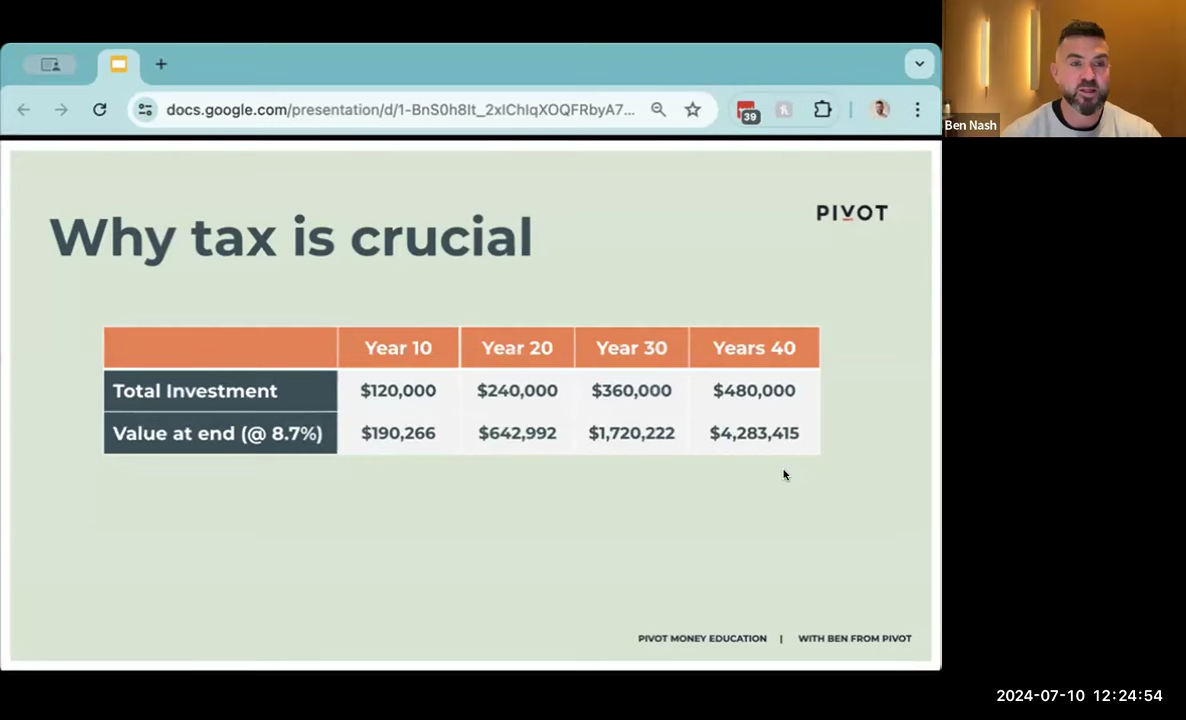 docs.google.com/presentation/d/1-BnS0h8It_2xIChIqXOQFRbyA7...
39
Ben Nash
Why tax is crucial
PIVOT
Year 10 Year 20 Year 30 Years 40
Total Investment $120,000 $240,000 $360,000 $480,000
Value at end (@ 8.7%) $190,266 $642,992 $1,720,222 $4,283,415
PIVOT MONEY EDUCATION | WITH BEN FROM PIVOT
2024-07-10 12:24:54